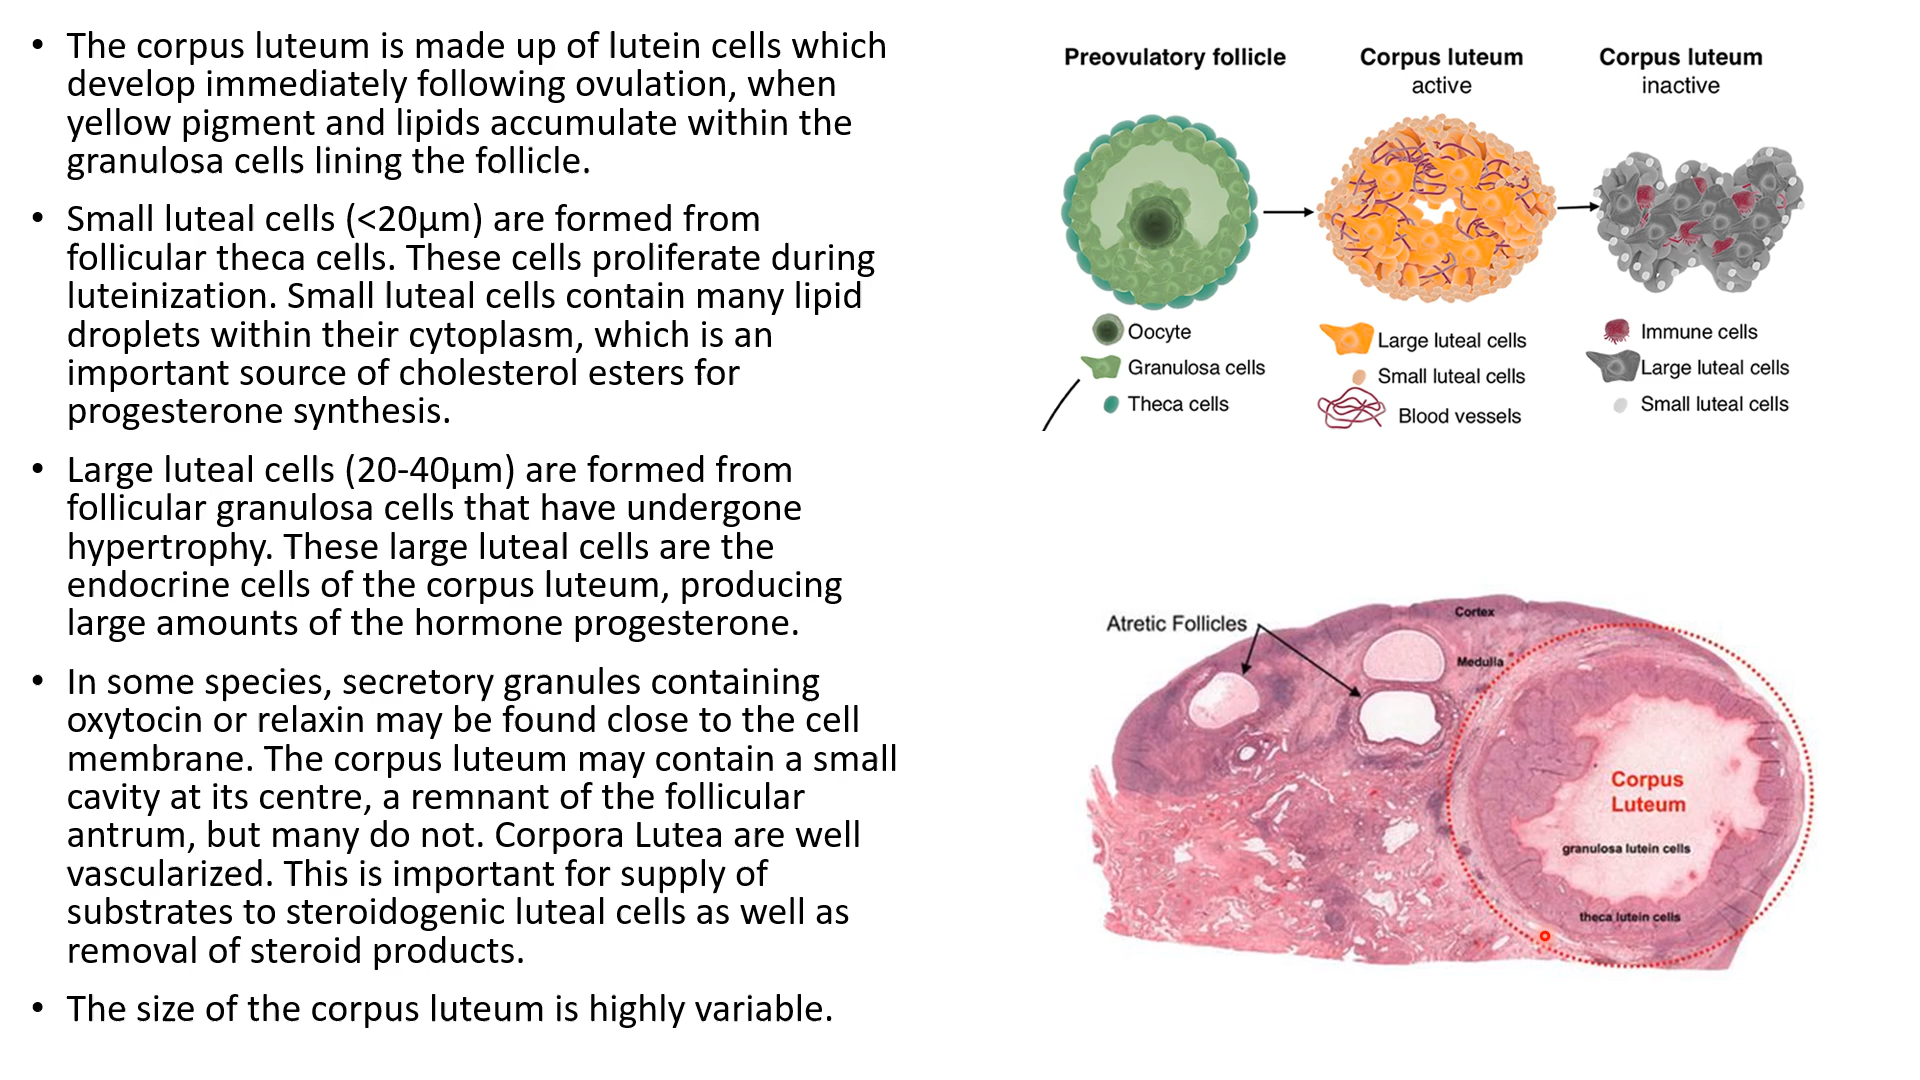 • The corpus luteum is made up of lutein cells which
develop immediately following ovulation, when
yellow pigment and lipids accumulate within the
granulosa cells lining the follicle.
• Small luteal cells (<20μm) are formed from
follicular theca cells. These cells proliferate during
luteinization. Small luteal cells contain many lipid
droplets within their cytoplasm, which is an
important source of cholesterol esters for
progesterone synthesis.
• Large luteal cells (20-40μm) are formed from
follicular granulosa cells that have undergone
hypertrophy. These large luteal cells are the
endocrine cells of the corpus luteum, producing
large amounts of the hormone progesterone.
• In some species, secretory granules containing
oxytocin or relaxin may be found close to the cell
membrane. The corpus luteum may contain a small
cavity at its centre, a remnant of the follicular
antrum, but many do not. Corpora Lutea are well
vascularized. This is important for supply of
substrates to steroidogenic luteal cells as well as
removal of steroid products.
• The size of the corpus luteum is highly variable.
Preovulatory follicle
Corpus luteum
active
Corpus luteum
inactive
Oocyte
Granulosa cells
Theca cells
Large luteal cells
Small luteal cells
Blood vessels
Immune cells
Large luteal cells
Small luteal cells
Atretic Follicles
Cortex
Medulla
Corpus
Luteum
granulosa lutein cells
theca lutein cells